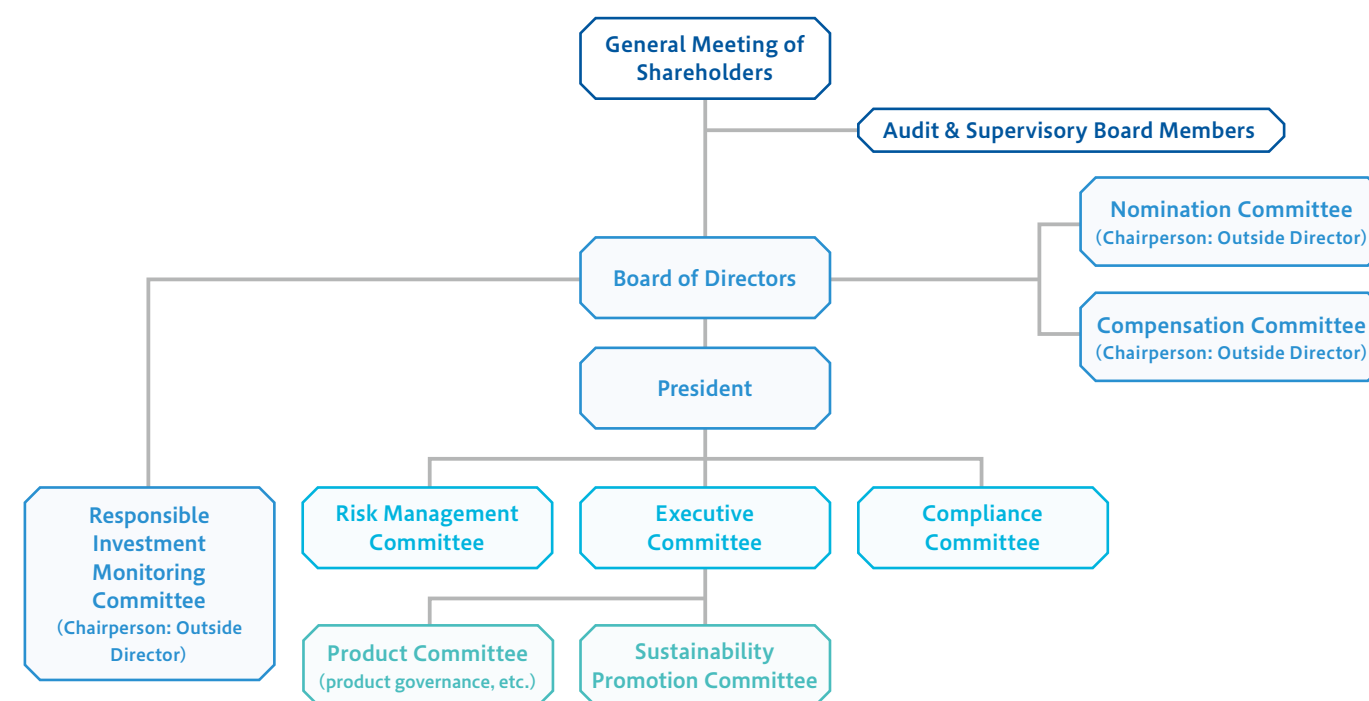 General Meeting of
Shareholders
Audit & Supervisory Board Members
Nomination Committee
(Chairperson: Outside Director)
Board of Directors
Compensation Committee
(Chairperson: Outside Director)
President
Responsible
Investment
Monitoring
Committee
(Chairperson: Outside
Director)
Risk Management
Committee
Executive
Committee
Compliance
Committee
Product Committee
(product governance, etc.)
Sustainability
Promotion Committee